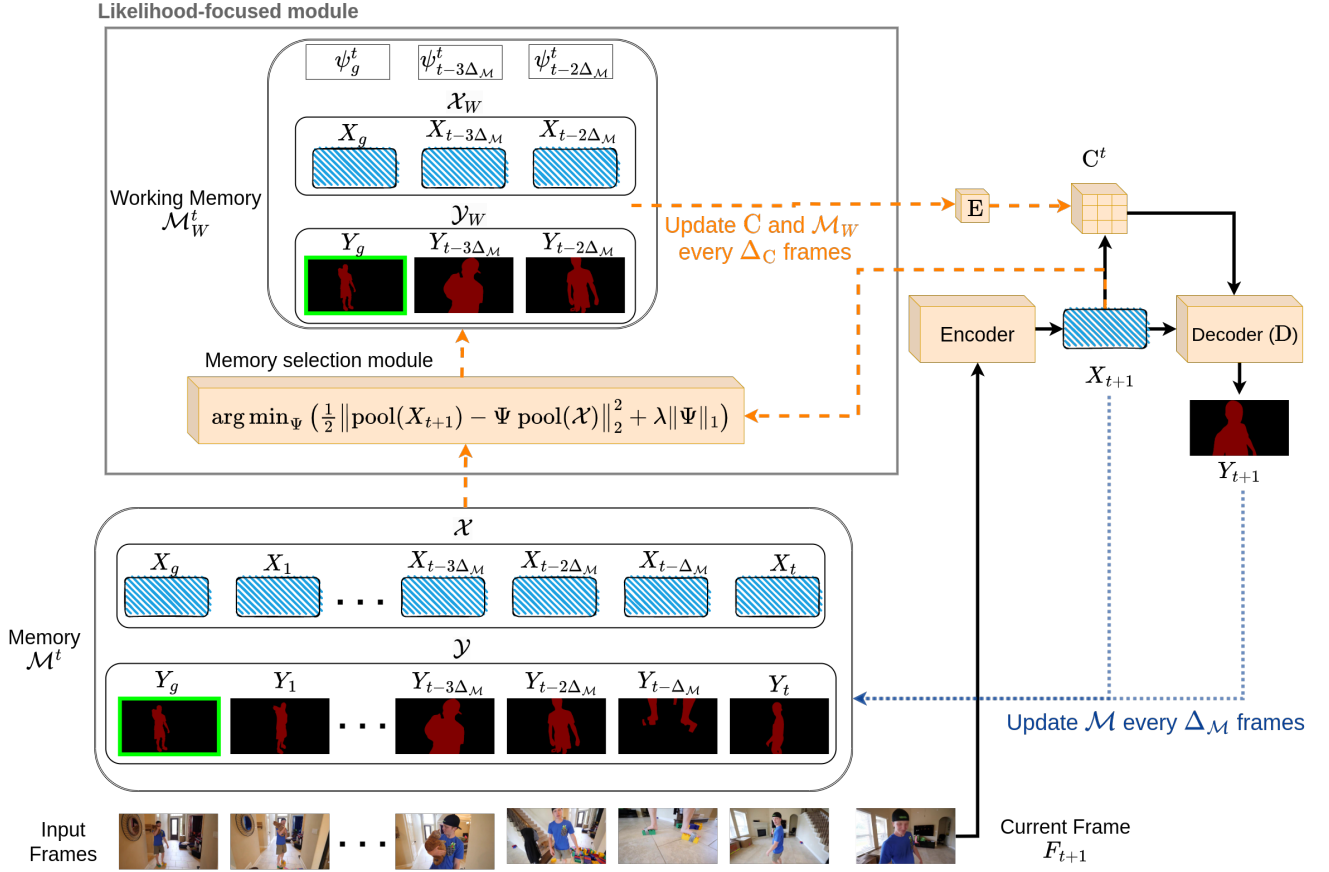 Likelihood-focused module
ψ_g^t ψ_{t−3Δ_ℳ}^t ψ_{t−2Δ_ℳ}^t
𝒳_W
X_g X_{t−3Δ_ℳ} X_{t−2Δ_ℳ}
Working Memory
ℳ_W^t
𝒴_W
Y_g Y_{t−3Δ_ℳ} Y_{t−2Δ_ℳ}
Update C and ℳ_W
every Δ_C frames
E
C^t
Encoder
X_{t+1}
Decoder (D)
Y_{t+1}
Memory selection module
arg min_Ψ (½ ‖pool(X_{t+1}) − Ψ pool(𝒳)‖_2^2 + λ‖Ψ‖_1)
𝒳
X_g X_1 ... X_{t−3Δ_ℳ} X_{t−2Δ_ℳ} X_{t−Δ_ℳ} X_t
Memory
ℳ^t
𝒴
Y_g Y_1 ... Y_{t−3Δ_ℳ} Y_{t−2Δ_ℳ} Y_{t−Δ_ℳ} Y_t
Update ℳ every Δ_ℳ frames
Input
Frames
...
Current Frame
F_{t+1}